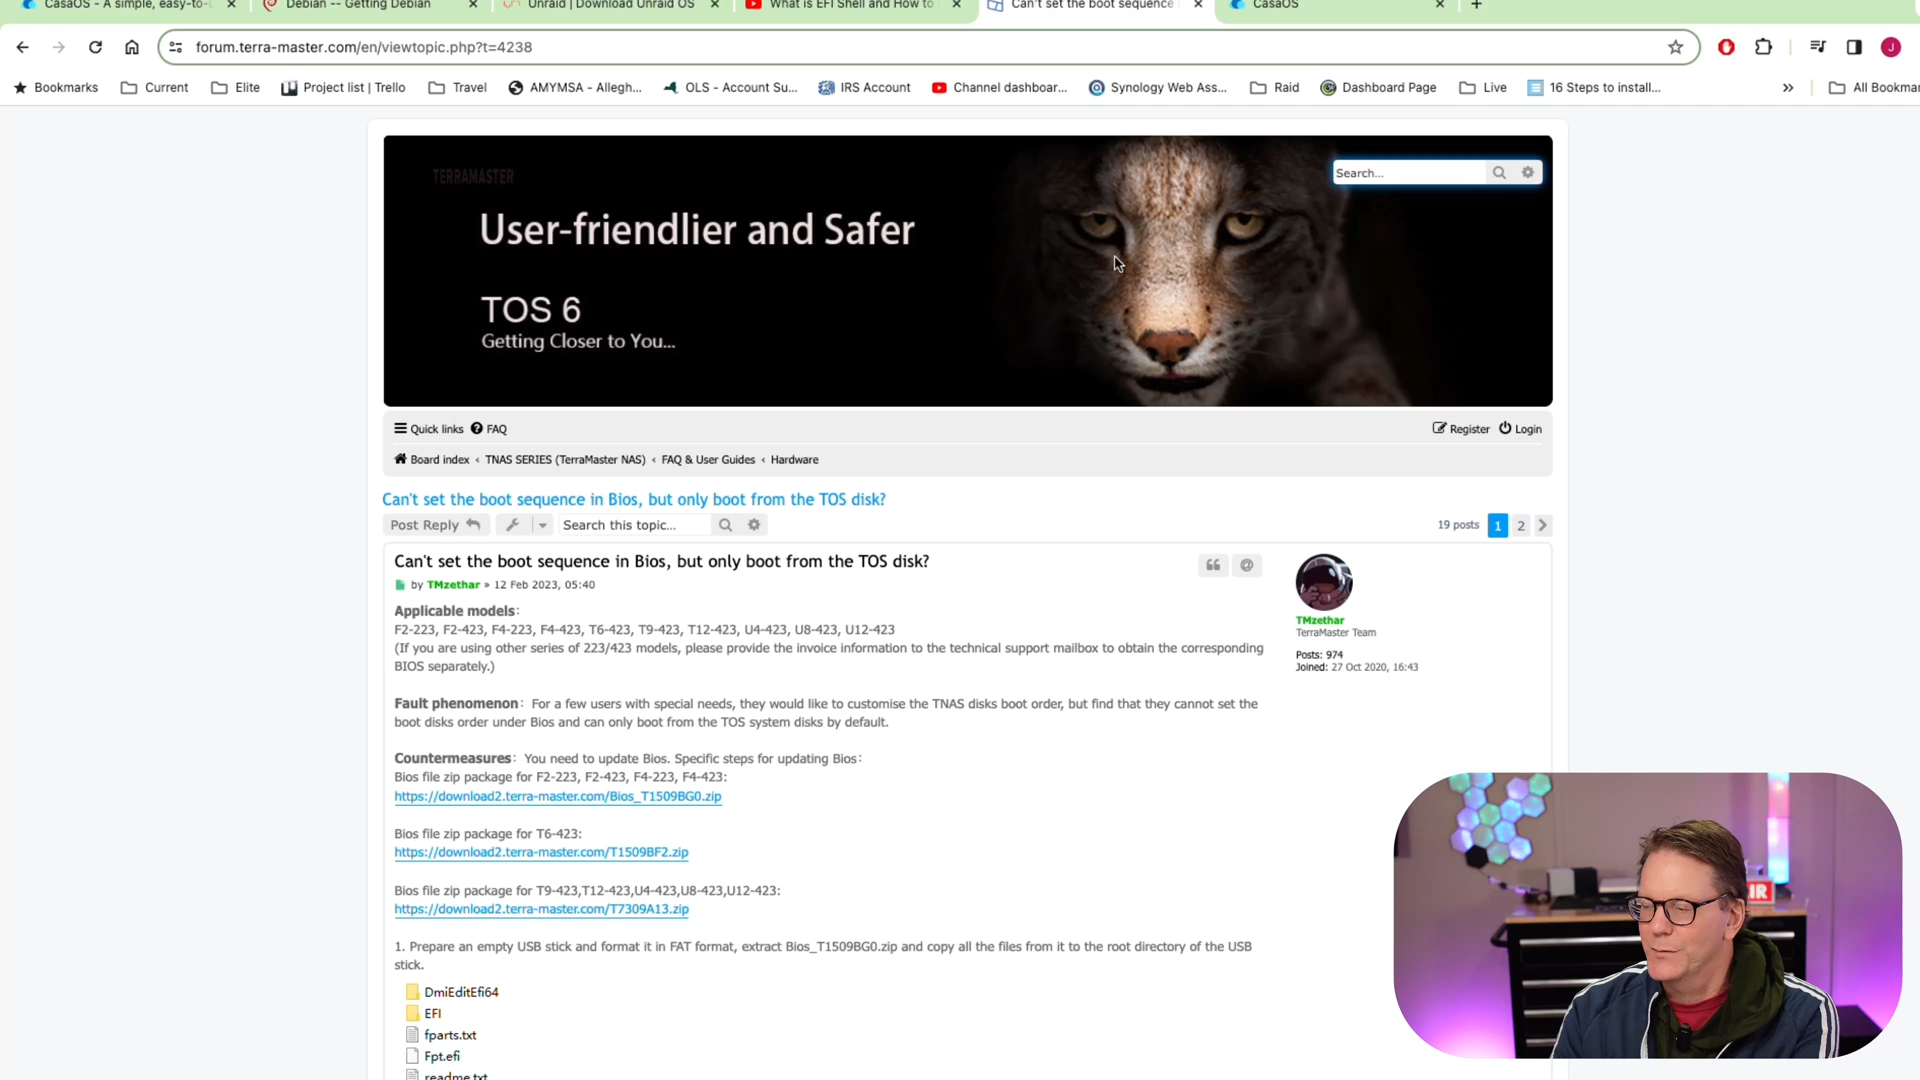 CasaOS - A simple, easy-to-u
Debian -- Getting Debian
Unraid | Download Unraid OS
What is EFI Shell and How to
Can't set the boot sequence
CasaOS
forum.terra-master.com/en/viewtopic.php?t=4238
J
Bookmarks
Current
Elite
Project list | Trello
Travel
AMYMSA - Allegh...
OLS - Account Su...
IRS Account
Channel dashboar...
Synology Web Ass...
Raid
Dashboard Page
Live
16 Steps to install...
All Bookmar
TERRAMASTER
Search...
User-friendlier and Safer
TOS 6
Getting Closer to You...
Quick links
FAQ
Register
Login
Board index ‹ TNAS SERIES (TerraMaster NAS) ‹ FAQ & User Guides ‹ Hardware
Can't set the boot sequence in Bios, but only boot from the TOS disk?
Post Reply
Search this topic...
19 posts
1
2
Can't set the boot sequence in Bios, but only boot from the TOS disk?
by TMzethar » 12 Feb 2023, 05:40
TMzethar
TerraMaster Team
Posts: 974
Joined: 27 Oct 2020, 16:43
Applicable models:
F2-223, F2-423, F4-223, F4-423, T6-423, T9-423, T12-423, U4-423, U8-423, U12-423
(If you are using other series of 223/423 models, please provide the invoice information to the technical support mailbox to obtain the corresponding
BIOS separately.)
Fault phenomenon: For a few users with special needs, they would like to customise the TNAS disks boot order, but find that they cannot set the
boot disks order under Bios and can only boot from the TOS system disks by default.
Countermeasures: You need to update Bios. Specific steps for updating Bios:
Bios file zip package for F2-223, F2-423, F4-223, F4-423:
https://download2.terra-master.com/Bios_T1509BG0.zip
Bios file zip package for T6-423:
https://download2.terra-master.com/T1509BF2.zip
Bios file zip package for T9-423,T12-423,U4-423,U8-423,U12-423:
https://download2.terra-master.com/T7309A13.zip
1. Prepare an empty USB stick and format it in FAT format, extract Bios_T1509BG0.zip and copy all the files from it to the root directory of the USB
stick.
DmiEditEfi64
EFI
fparts.txt
Fpt.efi
readme.txt
IR